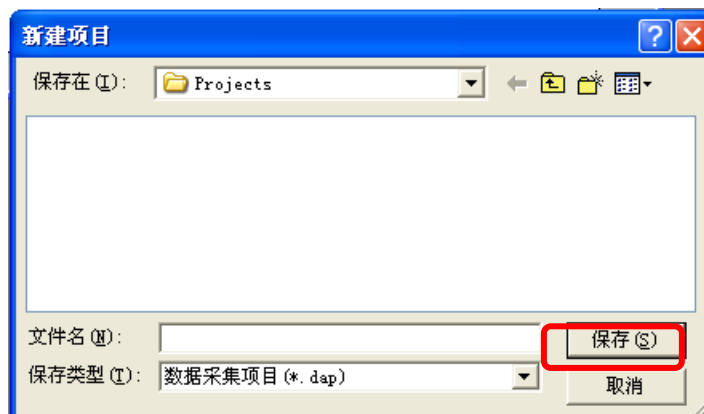 新建项目
保存在(I): Projects
文件名(N): 保存(S)
保存类型(T): 数据采集项目(*.dap) 取消